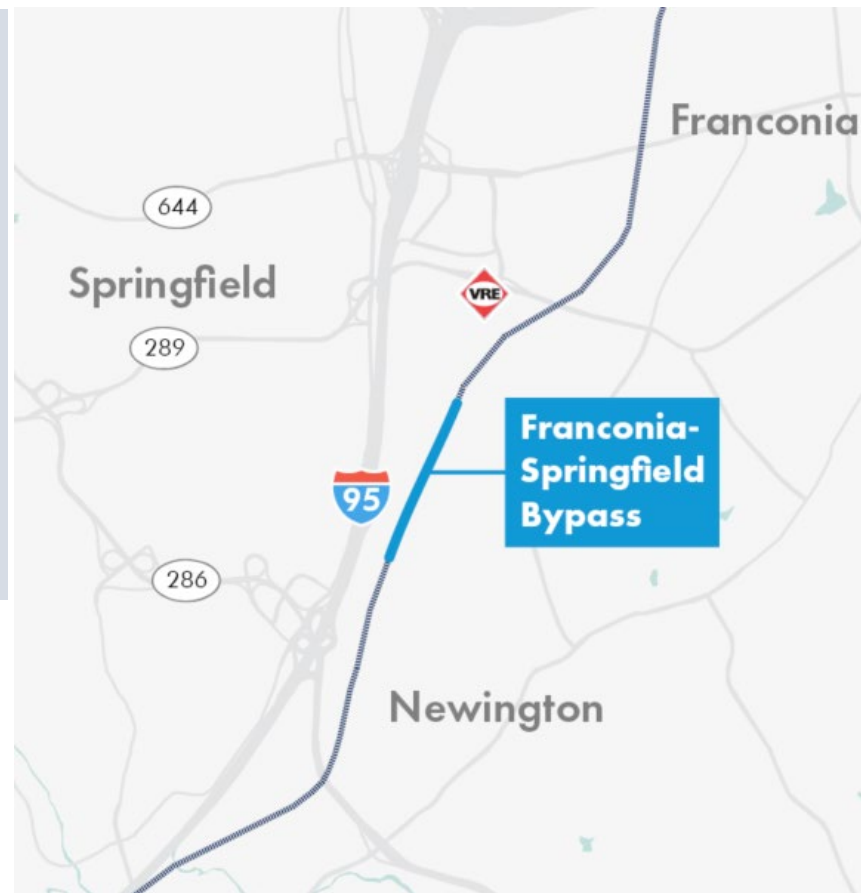 Franconia
644
Springfield
VRE
289
Franconia-
Springfield
Bypass
95
286
Newington